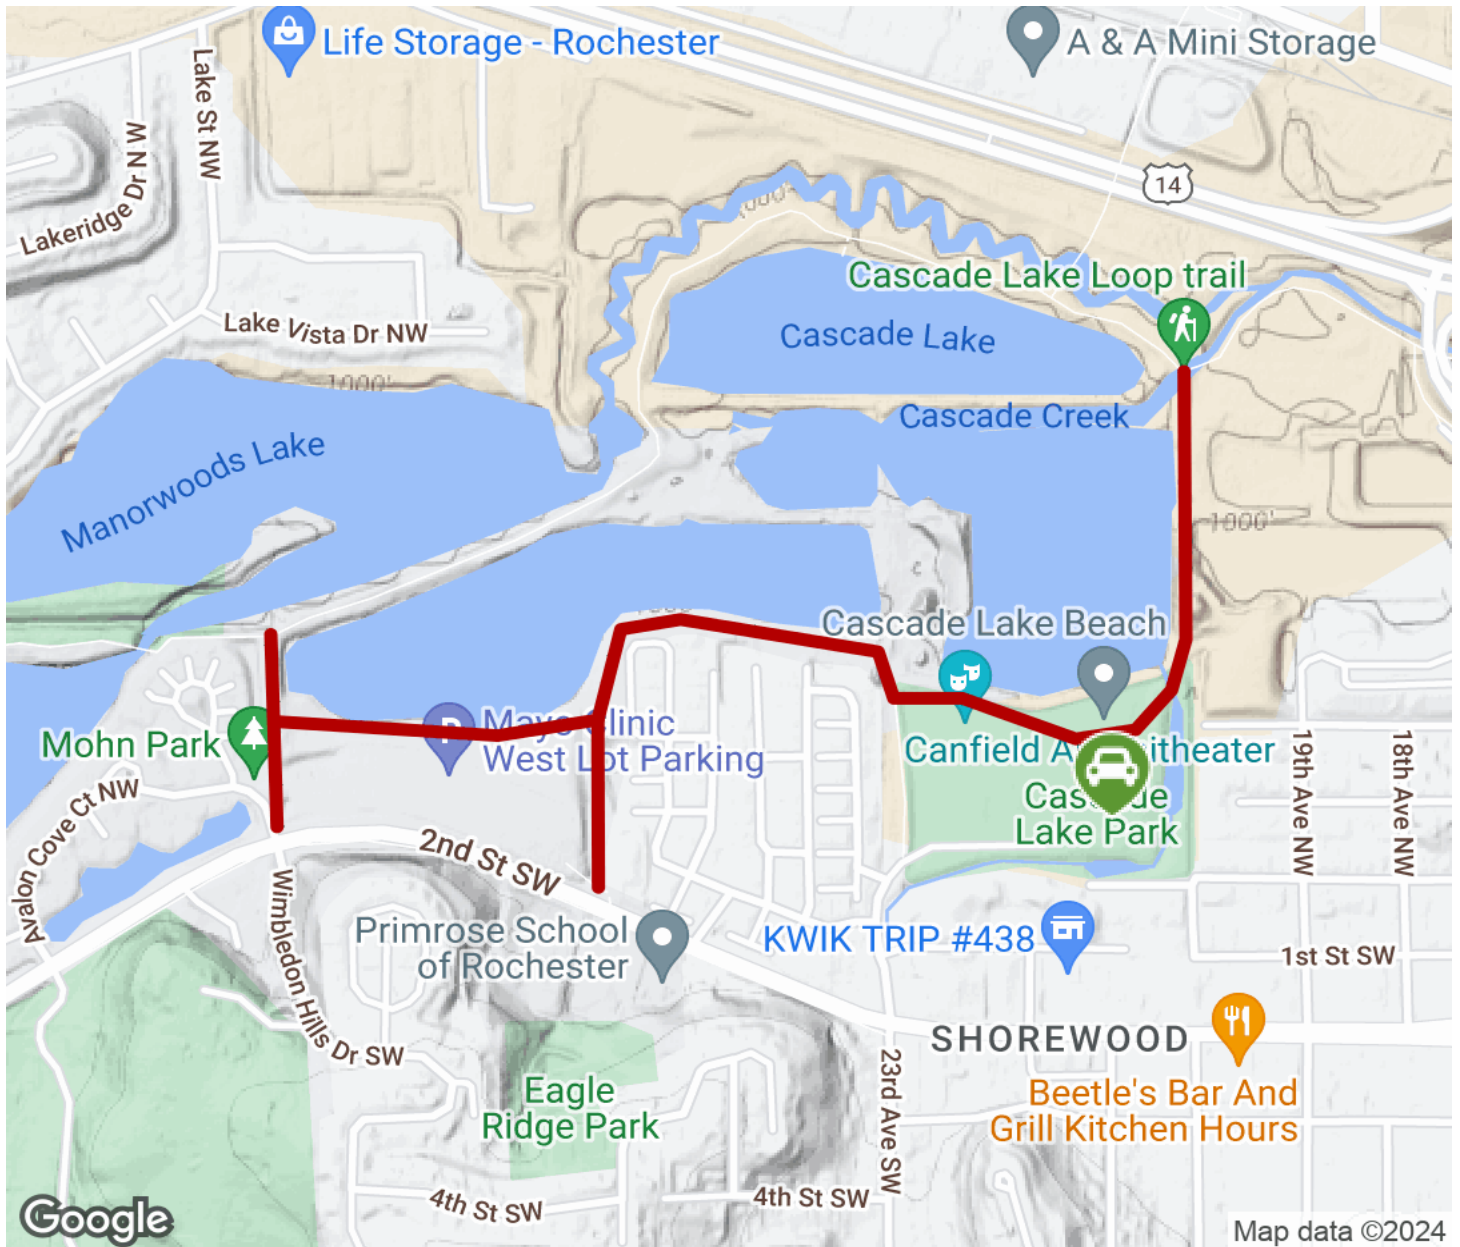 Life Storage - Rochester
A & A Mini Storage
Lake St NW
Lakeridge Dr NW
14
Cascade Lake Loop trail
Lake Vista Dr NW
Cascade Lake
1000'
Cascade Creek
Manorwoods Lake
1000'
Cascade Lake Beach
Mohn Park
Mayo Clinic
West Lot Parking
P
Canfield
itheater
19th Ave NW
18th Ave NW
Avalon Cove Ct NW
Lake Park
2nd St SW
Wimbledon Hills Dr SW
Primrose School
of Rochester
KWIK TRIP #438
1st St SW
SHOREWOOD
23rd Ave SW
Eagle
Ridge Park
Beetle's Bar And
Grill Kitchen Hours
4th St SW
4th St SW
Google
Map data ©2024